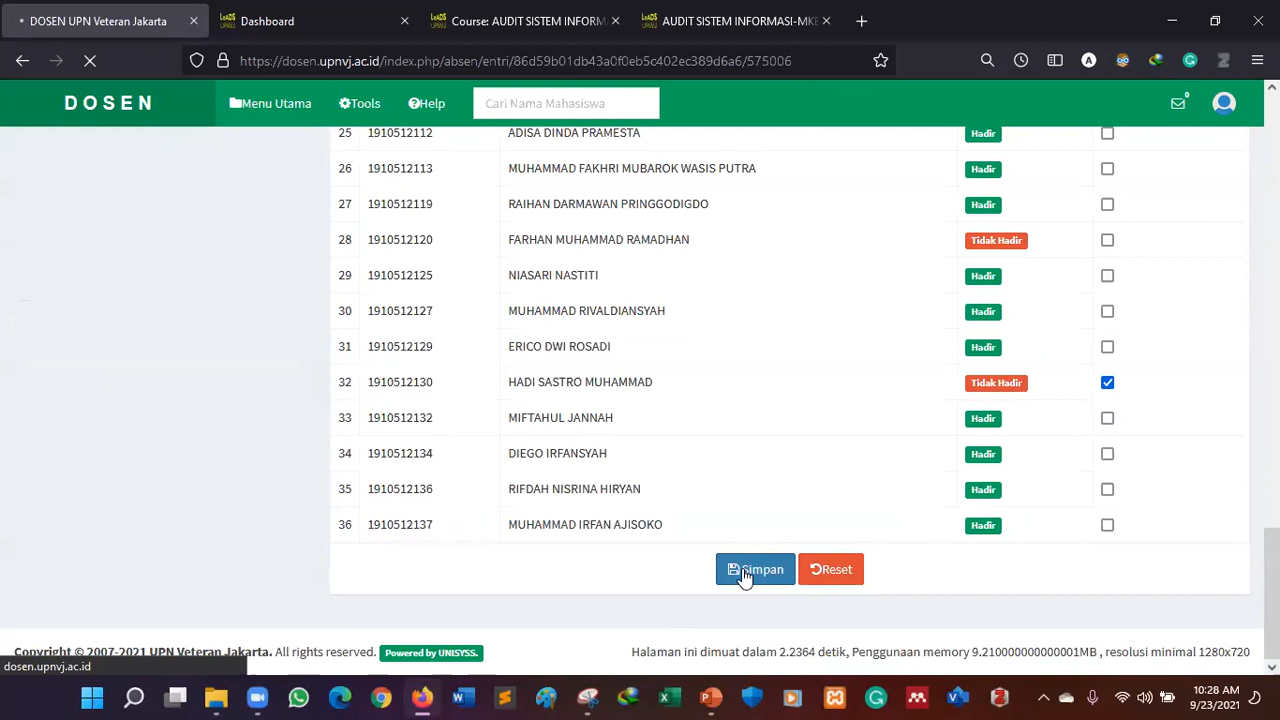 DOSEN UPN Veteran Jakarta
Dashboard
Course: AUDIT SISTEM INFORM
AUDIT SISTEM INFORMASI-MKB
https://dosen.upnvj.ac.id/index.php/absen/entri/86d59b01db43a0f0eb5c402ec389d6a6/575006
DOSEN Menu Utama Tools Help Cari Nama Mahasiswa 0
25 1910512112 ADISA DINDA PRAMESTA Hadir
26 1910512113 MUHAMMAD FAKHRI MUBAROK WASIS PUTRA Hadir
27 1910512119 RAIHAN DARMAWAN PRINGGODIGDO Hadir
28 1910512120 FARHAN MUHAMMAD RAMADHAN Tidak Hadir
29 1910512125 NIASARI NASTITI Hadir
30 1910512127 MUHAMMAD RIVALDIANSYAH Hadir
31 1910512129 ERICO DWI ROSADI Hadir
32 1910512130 HADI SASTRO MUHAMMAD Tidak Hadir
33 1910512132 MIFTAHUL JANNAH Hadir
34 1910512134 DIEGO IRFANSYAH Hadir
35 1910512136 RIFDAH NISRINA HIRYAN Hadir
36 1910512137 MUHAMMAD IRFAN AJISOKO Hadir
Simpan Reset
Copyright © 2007-2021 UPN Veteran Jakarta. All rights reserved. Powered by UNISYSS. Halaman ini dimuat dalam 2.2364 detik, Penggunaan memory 9.210000000000001MB , resolusi minimal 1280x720
dosen.upnvj.ac.id
10:28 AM
9/23/2021